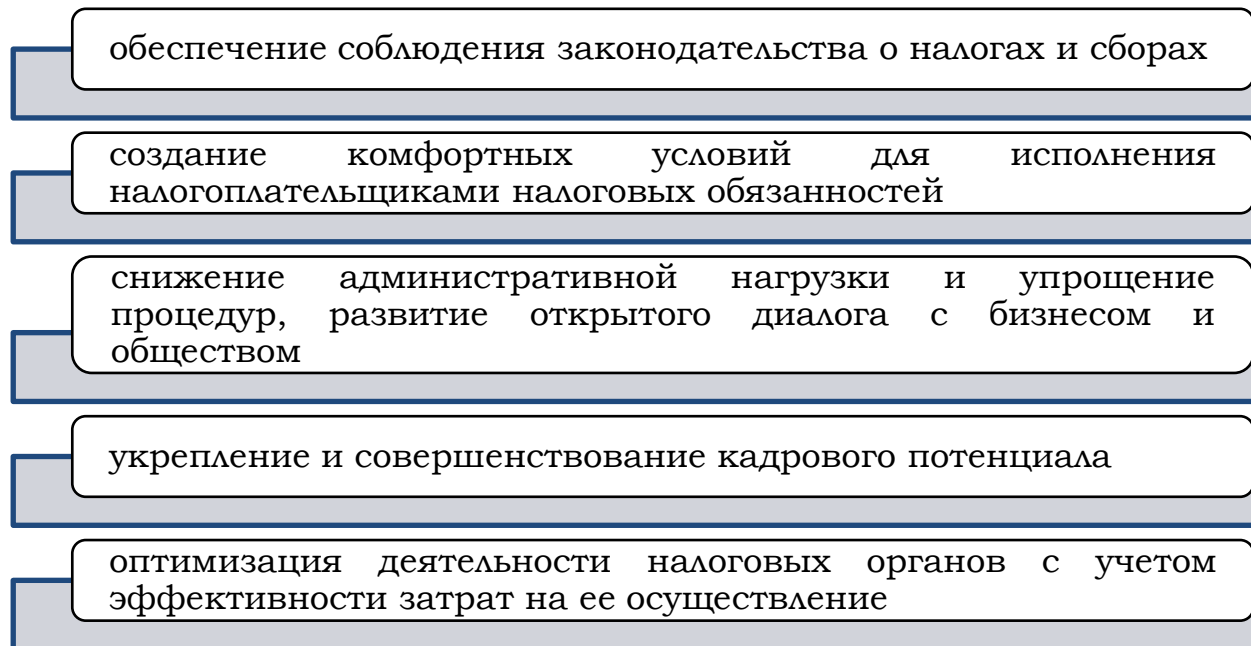 обеспечение соблюдения законодательства о налогах и сборах
создание комфортных условий для исполнения
налогоплательщиками налоговых обязанностей
снижение административной нагрузки и упрощение
процедур, развитие открытого диалога с бизнесом и
обществом
укрепление и совершенствование кадрового потенциала
оптимизация деятельности налоговых органов с учетом
эффективности затрат на ее осуществление